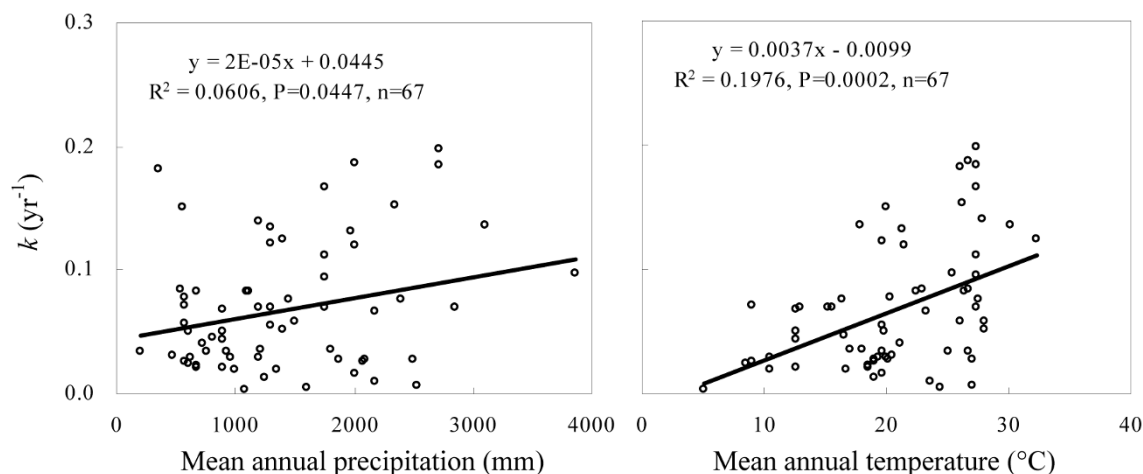 0.3
0.2
0.1
0.0
k (yr⁻¹)
y = 2E-05x + 0.0445
R² = 0.0606, P=0.0447, n=67
0 1000 2000 3000 4000
Mean annual precipitation (mm)
y = 0.0037x - 0.0099
R² = 0.1976, P=0.0002, n=67
0 10 20 30 40
Mean annual temperature (°C)